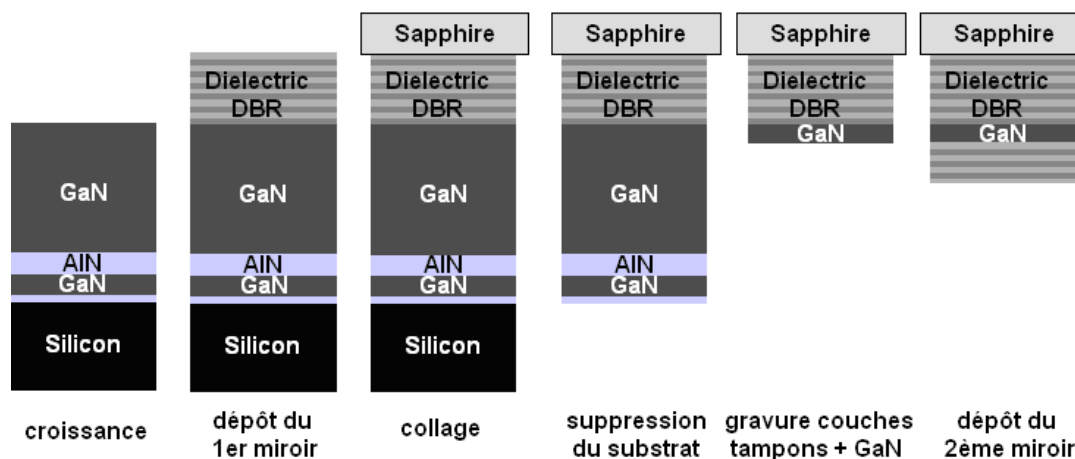 Sapphire
Sapphire
Sapphire
Sapphire
Dielectric
DBR
Dielectric
DBR
Dielectric
DBR
Dielectric
DBR
Dielectric
DBR
GaN
GaN
GaN
GaN
GaN
GaN
AlN
AlN
AlN
AlN
GaN
GaN
GaN
GaN
Silicon
Silicon
Silicon
croissance
dépôt du
1er miroir
collage
suppression
du substrat
gravure couches
tampons + GaN
dépôt du
2ème miroir